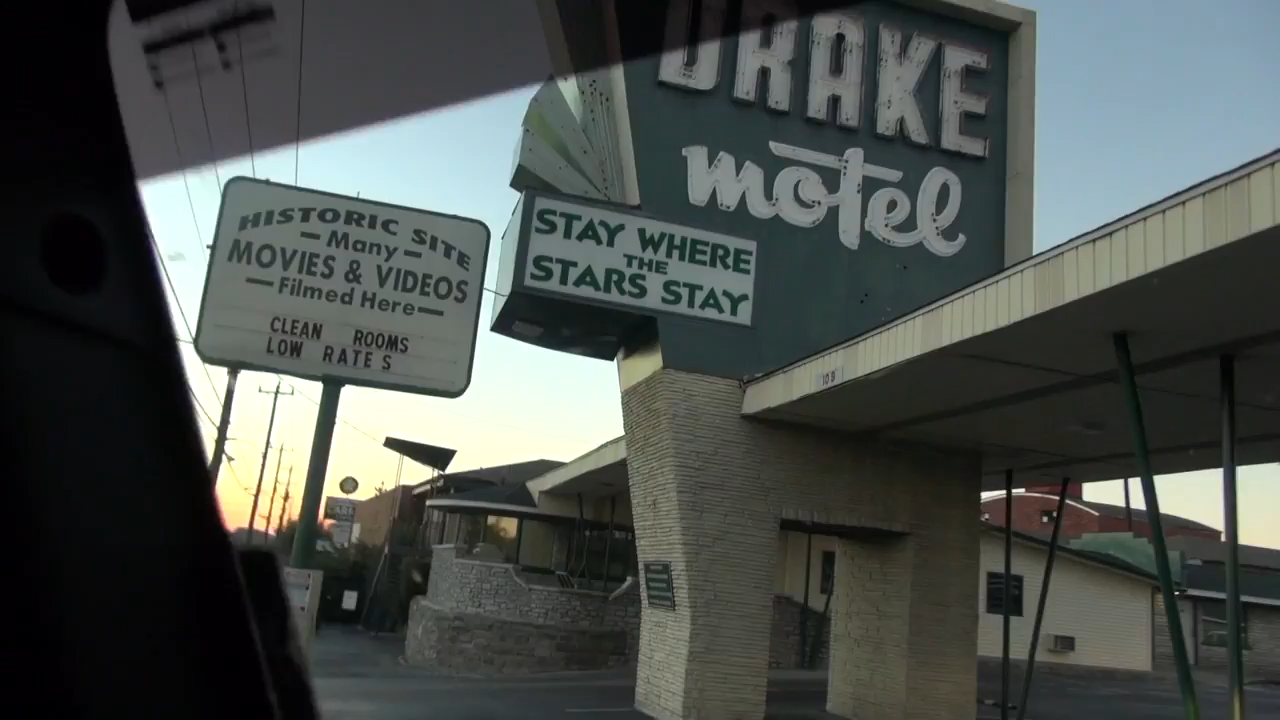 DRAKE
motel
STAY WHERE
THE
STARS STAY
HISTORIC SITE
Many
MOVIES & VIDEOS
Filmed Here
CLEAN ROOMS
LOW RATES
108